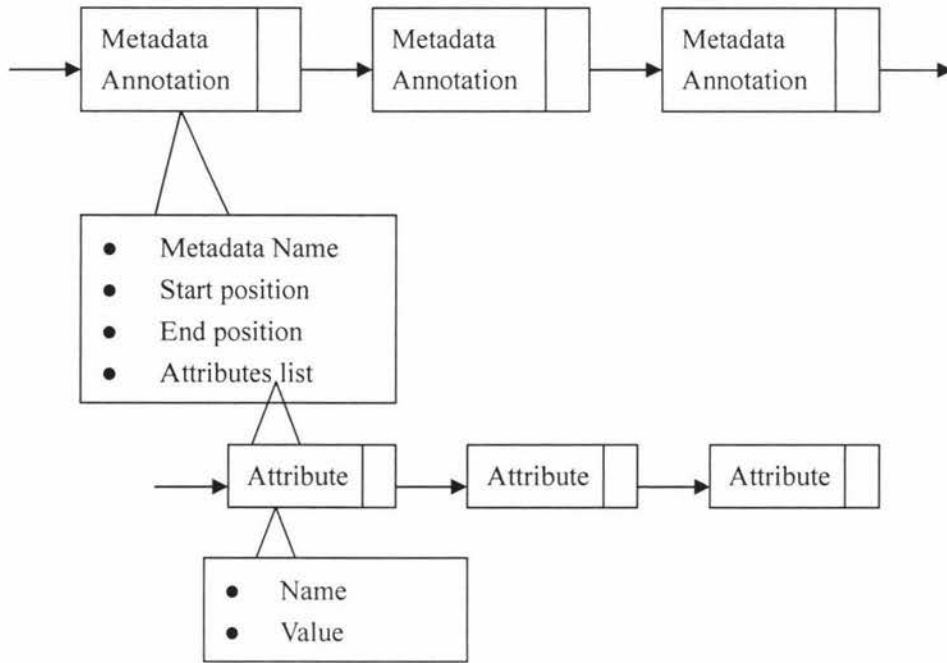 Metadata
Annotation
Metadata
Annotation
Metadata
Annotation
● Metadata Name
● Start position
● End position
● Attributes list
Attribute
Attribute
Attribute
● Name
● Value